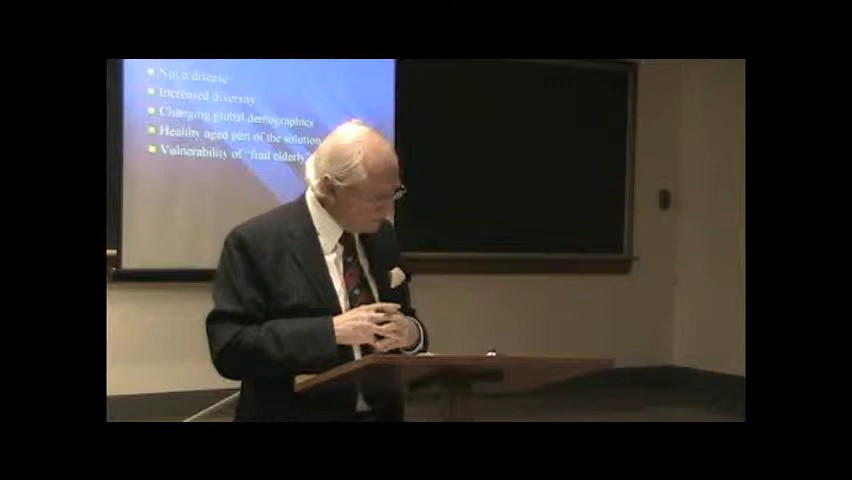 Not a disease
Increased diversity
Changing global demographics
Healthy aged part of the solution
Vulnerability of "frail elderly